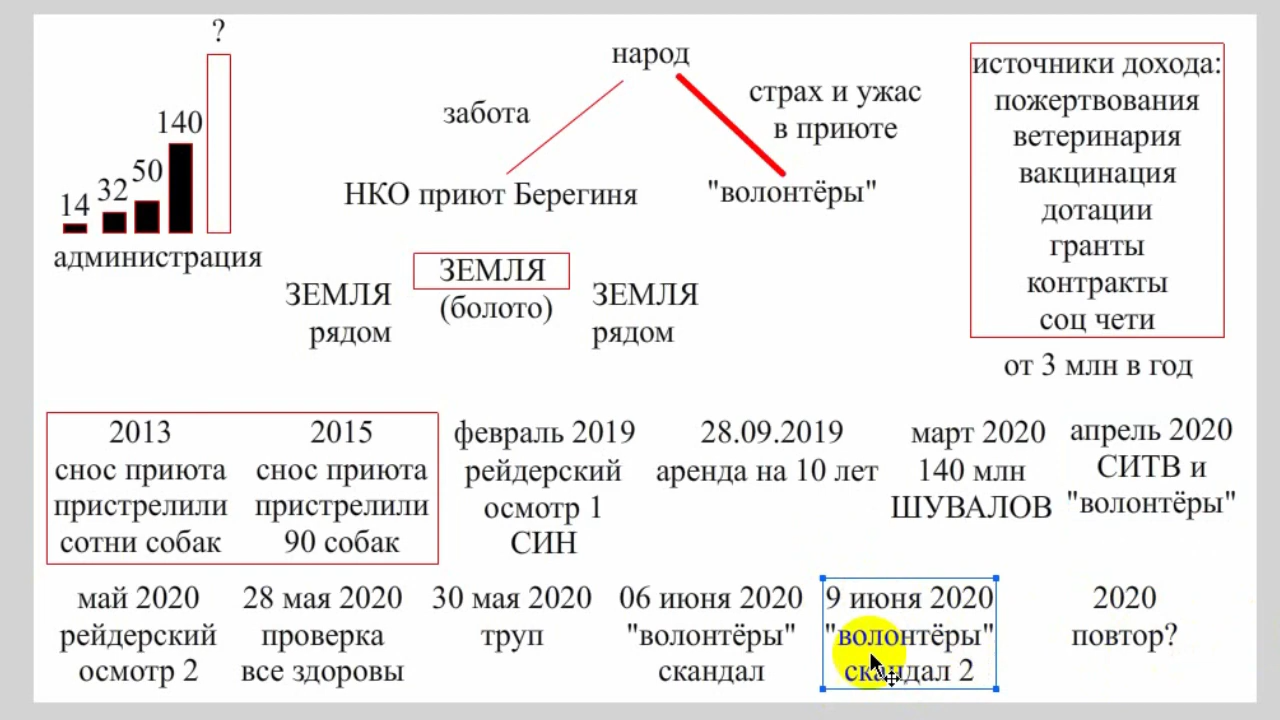 ?
140
50
32
14
администрация
народ
забота
страх и ужас
в приюте
НКО приют Берегиня
"волонтёры"
ЗЕМЛЯ
(болото)
ЗЕМЛЯ
рядом
ЗЕМЛЯ
рядом
источники дохода:
пожертвования
ветеринария
вакцинация
дотации
гранты
контракты
соц чети
от 3 млн в год
2013
снос приюта
пристрелили
сотни собак
2015
снос приюта
пристрелили
90 собак
февраль 2019
рейдерский
осмотр 1
СИН
28.09.2019
аренда на 10 лет
март 2020
140 млн
ШУВАЛОВ
апрель 2020
СИТВ и
"волонтёры"
май 2020
рейдерский
осмотр 2
28 мая 2020
проверка
все здоровы
30 мая 2020
труп
06 июня 2020
"волонтёры"
скандал
9 июня 2020
"волонтёры"
скандал 2
2020
повтор?